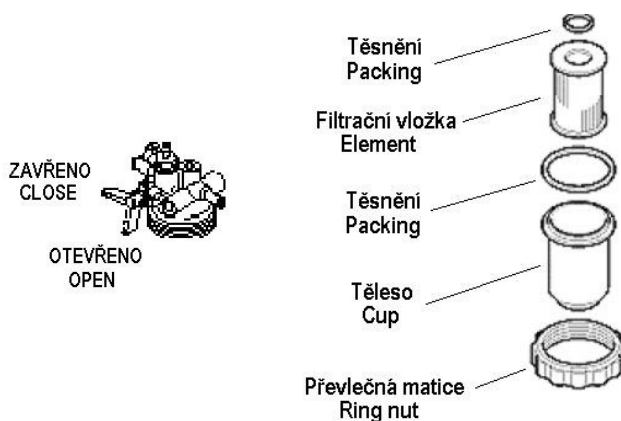 Těsnění
Packing
Filtrační vložka
Element
ZAVŘENO
CLOSE
Těsnění
Packing
OTEVŘENO
OPEN
Těleso
Cup
Převlečná matice
Ring nut